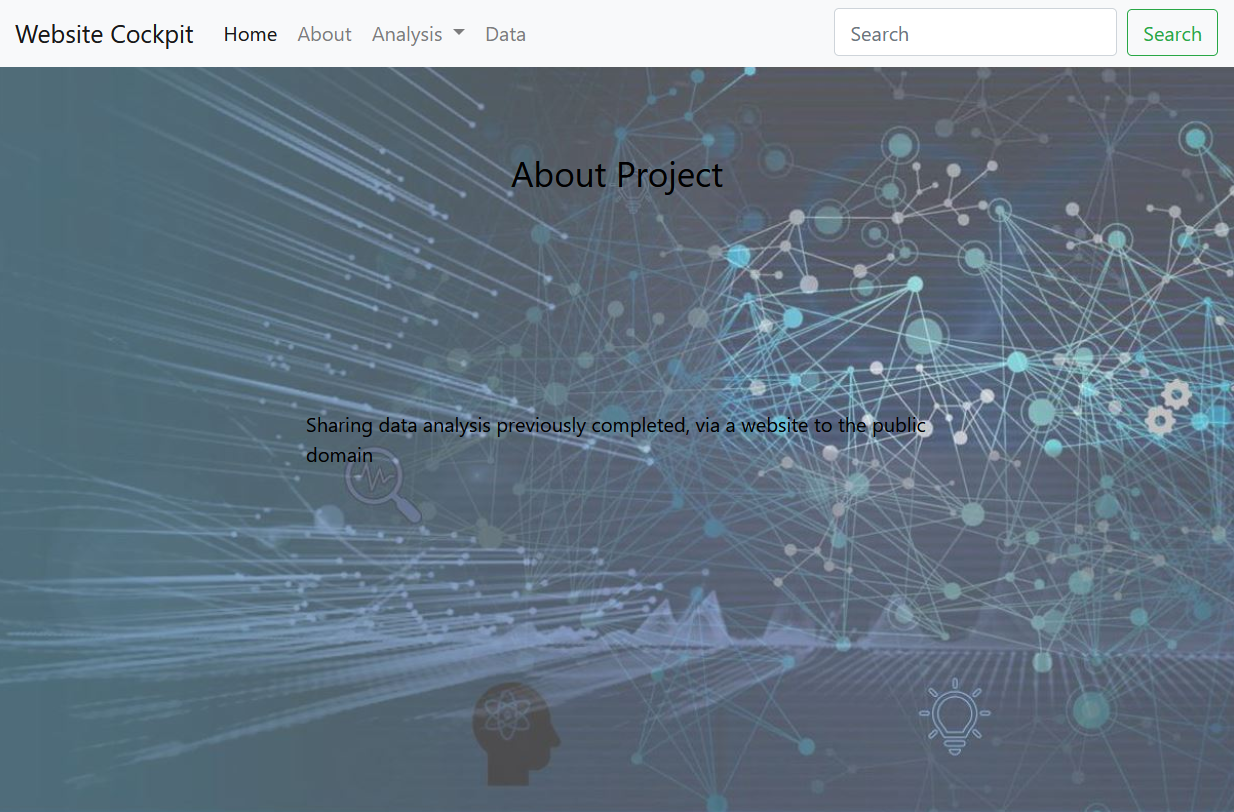 Website Cockpit Home About Analysis Data Search Search
About Project
Sharing data analysis previously completed, via a website to the public
domain